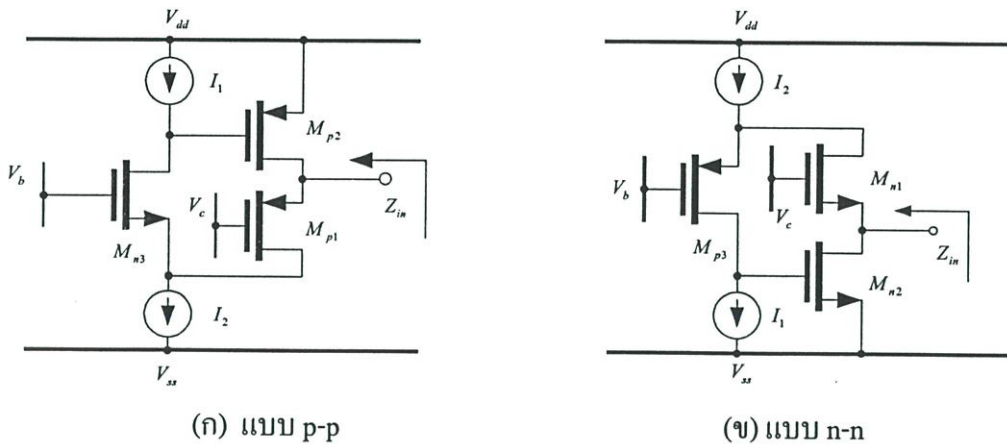 V_dd
I_1
M_p2
V_b
V_c
Z_in
M_p1
M_n3
I_2
V_ss
(ก) แบบ p-p
V_dd
I_2
V_b
V_c
M_n1
Z_in
M_p3
M_n2
I_1
V_ss
(ข) แบบ n-n